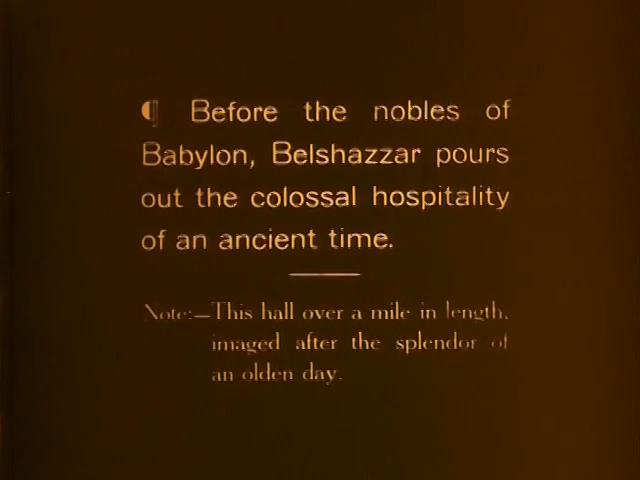 ¶ Before the nobles of
Babylon, Belshazzar pours
out the colossal hospitality
of an ancient time.
Note:—This hall over a mile in length,
imaged after the splendor of
an olden day.